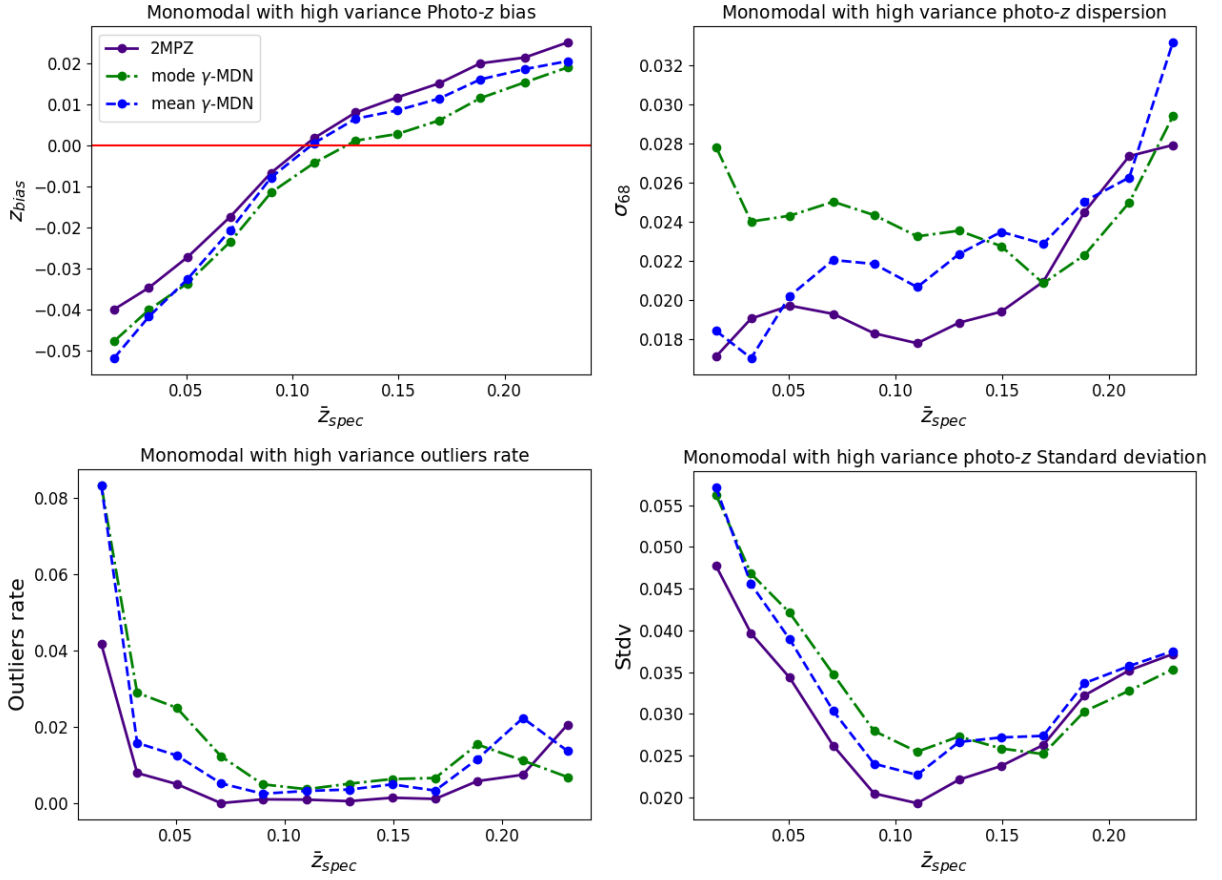 Monomodal with high variance Photo-z bias
2MPZ
mode γ-MDN
mean γ-MDN
0.02
0.01
0.00
−0.01
−0.02
−0.03
−0.04
−0.05
z_bias
0.05 0.10 0.15 0.20
z̄_spec
Monomodal with high variance photo-z dispersion
0.032
0.030
0.028
0.026
0.024
0.022
0.020
0.018
σ_68
0.05 0.10 0.15 0.20
z̄_spec
Monomodal with high variance outliers rate
0.08
0.06
0.04
0.02
0.00
Outliers rate
0.05 0.10 0.15 0.20
z̄_spec
Monomodal with high variance photo-z Standard deviation
0.055
0.050
0.045
0.040
0.035
0.030
0.025
0.020
Stdv
0.05 0.10 0.15 0.20
z̄_spec